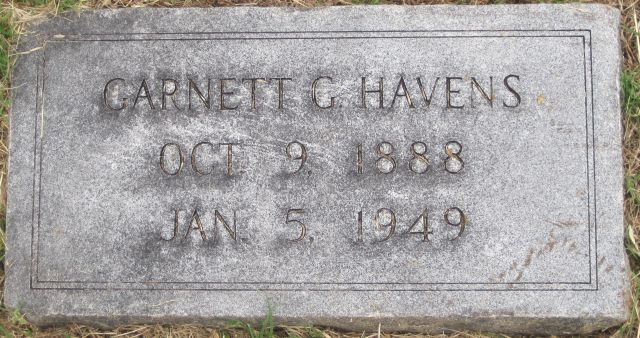 GARNETT G. HAVENS
OCT. 9, 1888
JAN. 5, 1949